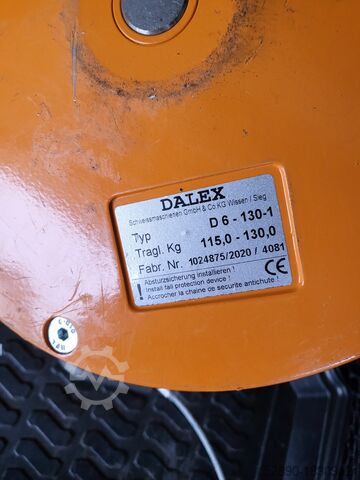 DALEX
Schweissmaschienen GmbH & Co KG Wissen / Sieg
Typ D 6 - 130-1
Tragl. Kg 115,0 - 130,0
Fabr. Nr. 1024875/2020 / 4081
! Absturzsicherung installieren !
Install fall protection device !
Accrocher la chaine de securite antichute !
CE